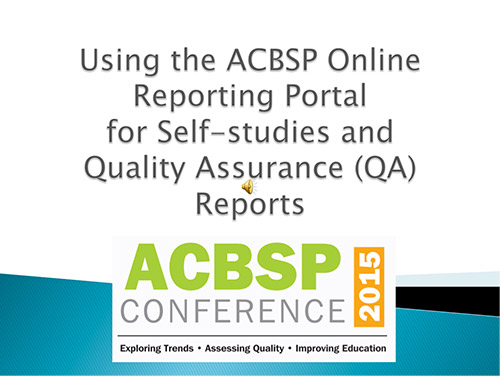 Using the ACBSP Online
Reporting Portal
for Self-studies and
Quality Assurance (QA)
Reports
ACBSP
CONFERENCE
2015
Exploring Trends • Assessing Quality • Improving Education